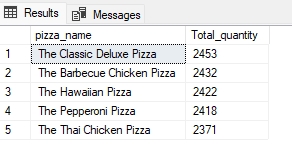 Results Messages
pizza_name Total_quantity
1 The Classic Deluxe Pizza 2453
2 The Barbecue Chicken Pizza 2432
3 The Hawaiian Pizza 2422
4 The Pepperoni Pizza 2418
5 The Thai Chicken Pizza 2371